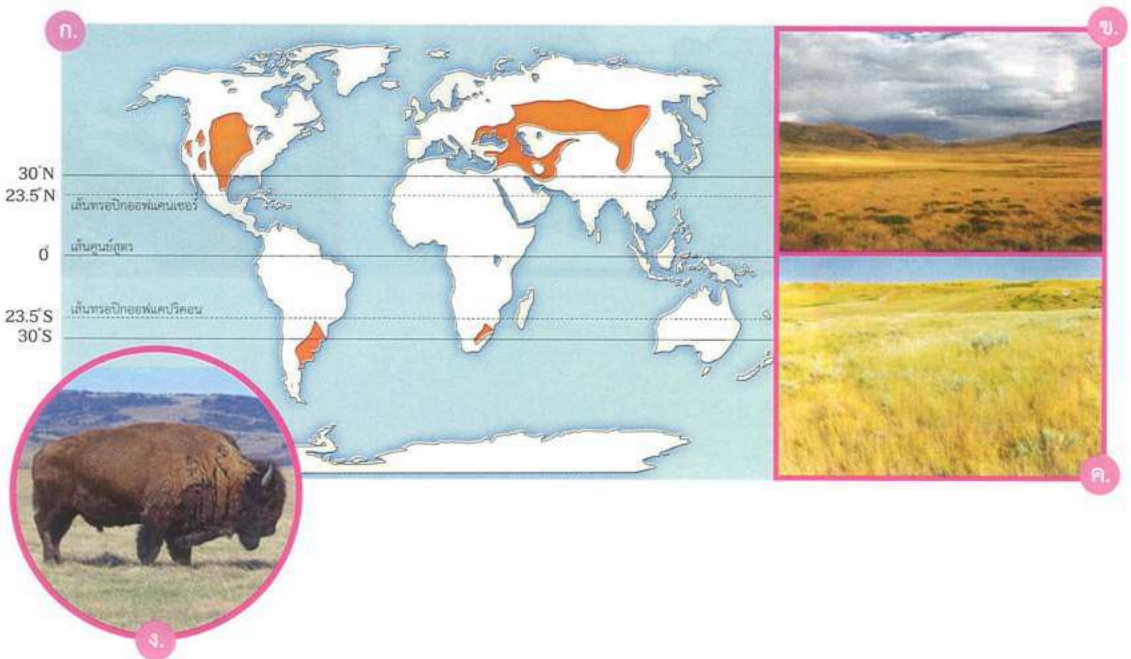 ก.
ข.
30°N
23.5°N
เส้นทรอปิกออฟแคนเซอร์
0°
เส้นศูนย์สูตร
23.5°S
เส้นทรอปิกออฟแคปริคอน
30°S
ค.
ง.